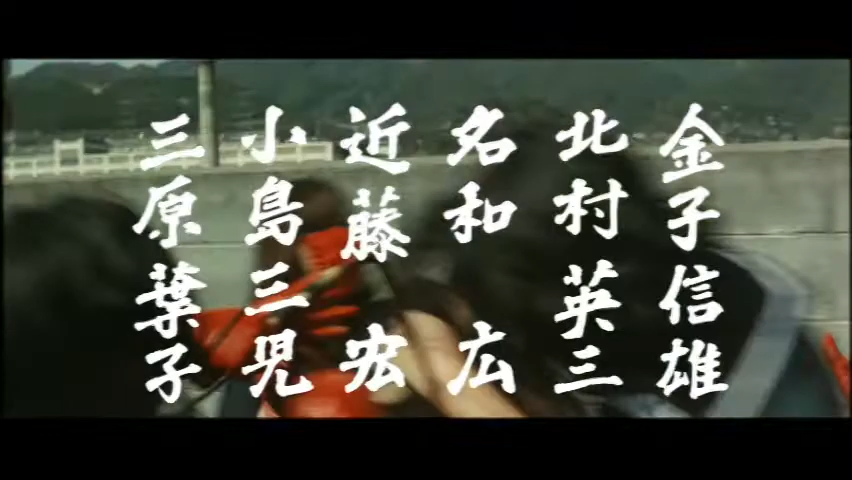 金子信雄
北村英三
名和広
近藤宏
小島三児
三原葉子